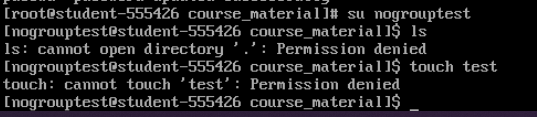 [root@student-555426 course_material]# su nogrouptest
[nogrouptest@student-555426 course_material]$ ls
ls: cannot open directory '.': Permission denied
[nogrouptest@student-555426 course_material]$ touch test
touch: cannot touch 'test': Permission denied
[nogrouptest@student-555426 course_material]$ _